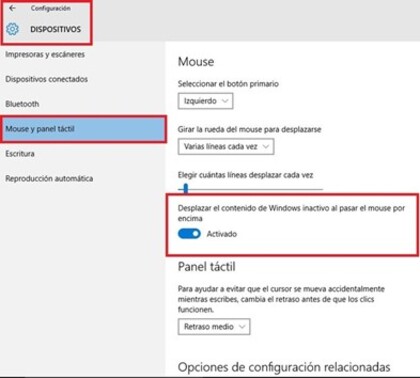 Configuración
DISPOSITIVOS
Impresoras y escáneres
Dispositivos conectados
Bluetooth
Mouse y panel táctil
Escritura
Reproducción automática
Mouse
Seleccionar el botón primario
Izquierdo
Girar la rueda del mouse para desplazarse
Varias líneas cada vez
Elegir cuántas líneas desplazar cada vez
Desplazar el contenido de Windows inactivo al pasar el mouse por
encima
Activado
Panel táctil
Para ayudar a evitar que el cursor se mueva accidentalmente
mientras escribes, cambia el retraso antes de que los clics
funcionen.
Retraso medio
Opciones de configuración relacionadas